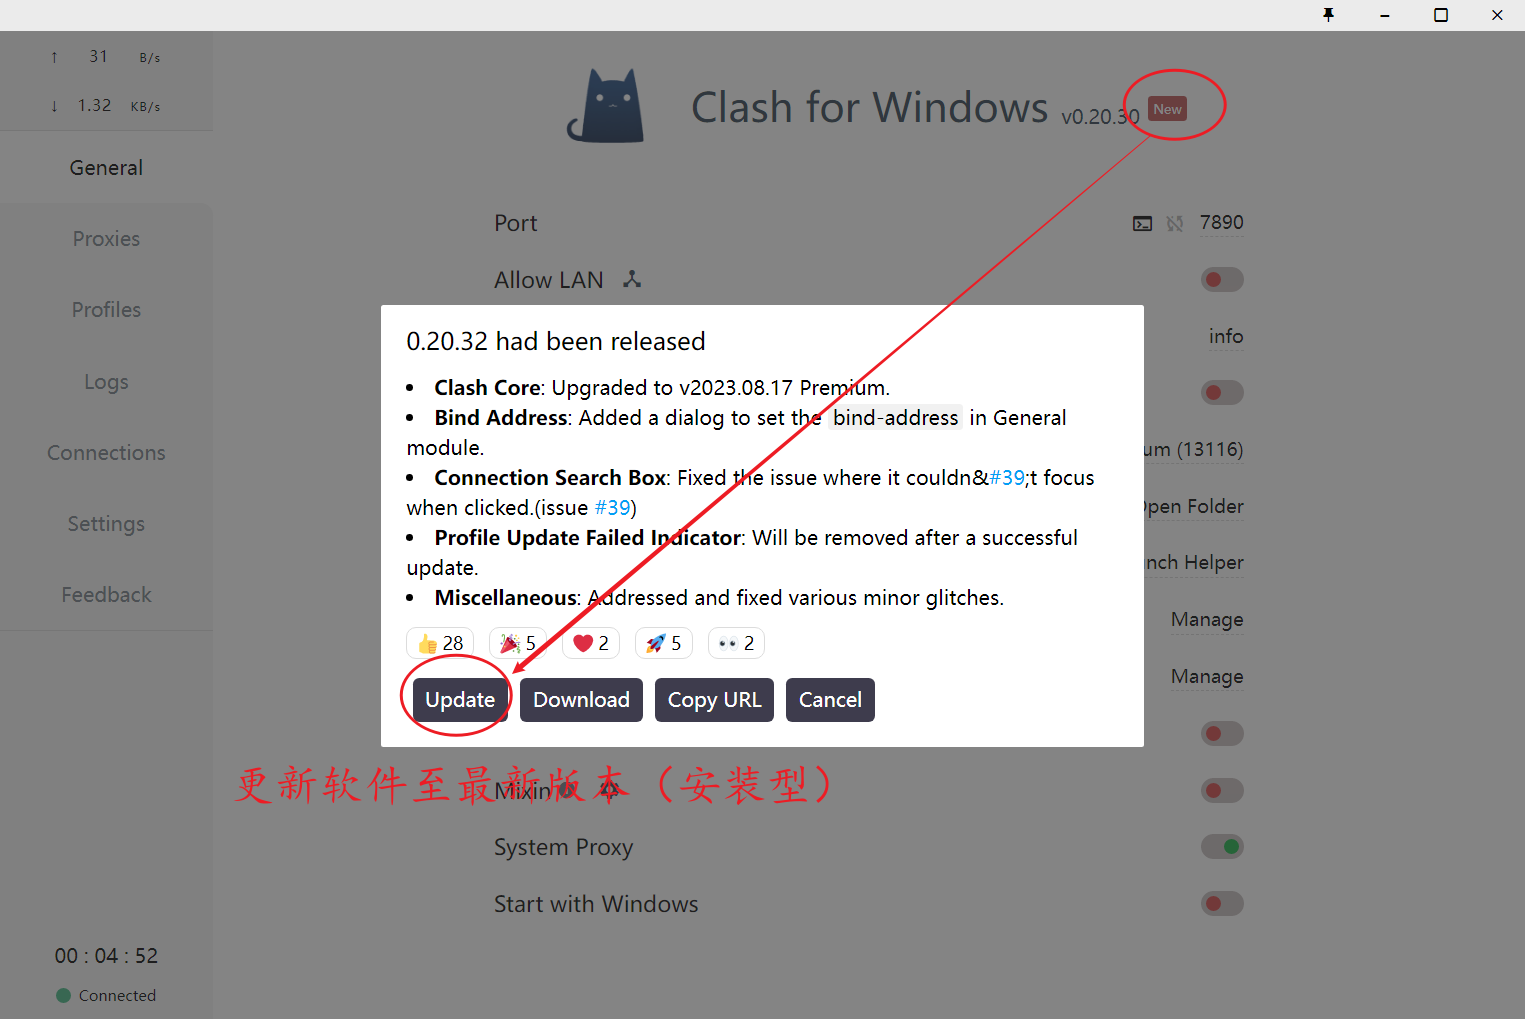 ↑ 31 B/s
↓ 1.32 KB/s
General
Proxies
Profiles
Logs
Connections
Settings
Feedback
00 : 04 : 52
Connected
Clash for Windows v0.20.30 New
Port 7890
Allow LAN
info
um (13116)
Open Folder
nch Helper
Manage
Manage
0.20.32 had been released
• Clash Core: Upgraded to v2023.08.17 Premium.
• Bind Address: Added a dialog to set the bind-address in General
module.
• Connection Search Box: Fixed the issue where it couldn&#39;t focus
when clicked.(issue #39)
• Profile Update Failed Indicator: Will be removed after a successful
update.
• Miscellaneous: Addressed and fixed various minor glitches.
👍 28 🎉 5 ❤️ 2 🚀 5 👀 2
Update Download Copy URL Cancel
更新软件至最新版本（安装型）
Mixin
System Proxy
Start with Windows